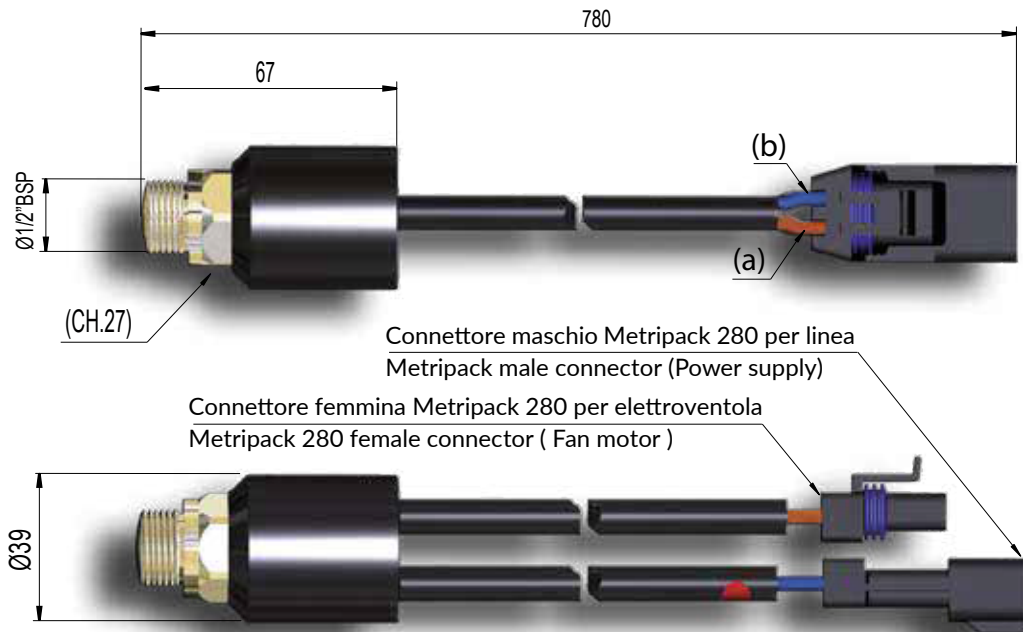 780
67
Ø1/2"BSP
(b)
(a)
(CH.27)
Connettore maschio Metripack 280 per linea
Metripack male connector (Power supply)
Connettore femmina Metripack 280 per elettroventola
Metripack 280 female connector ( Fan motor )
Ø39